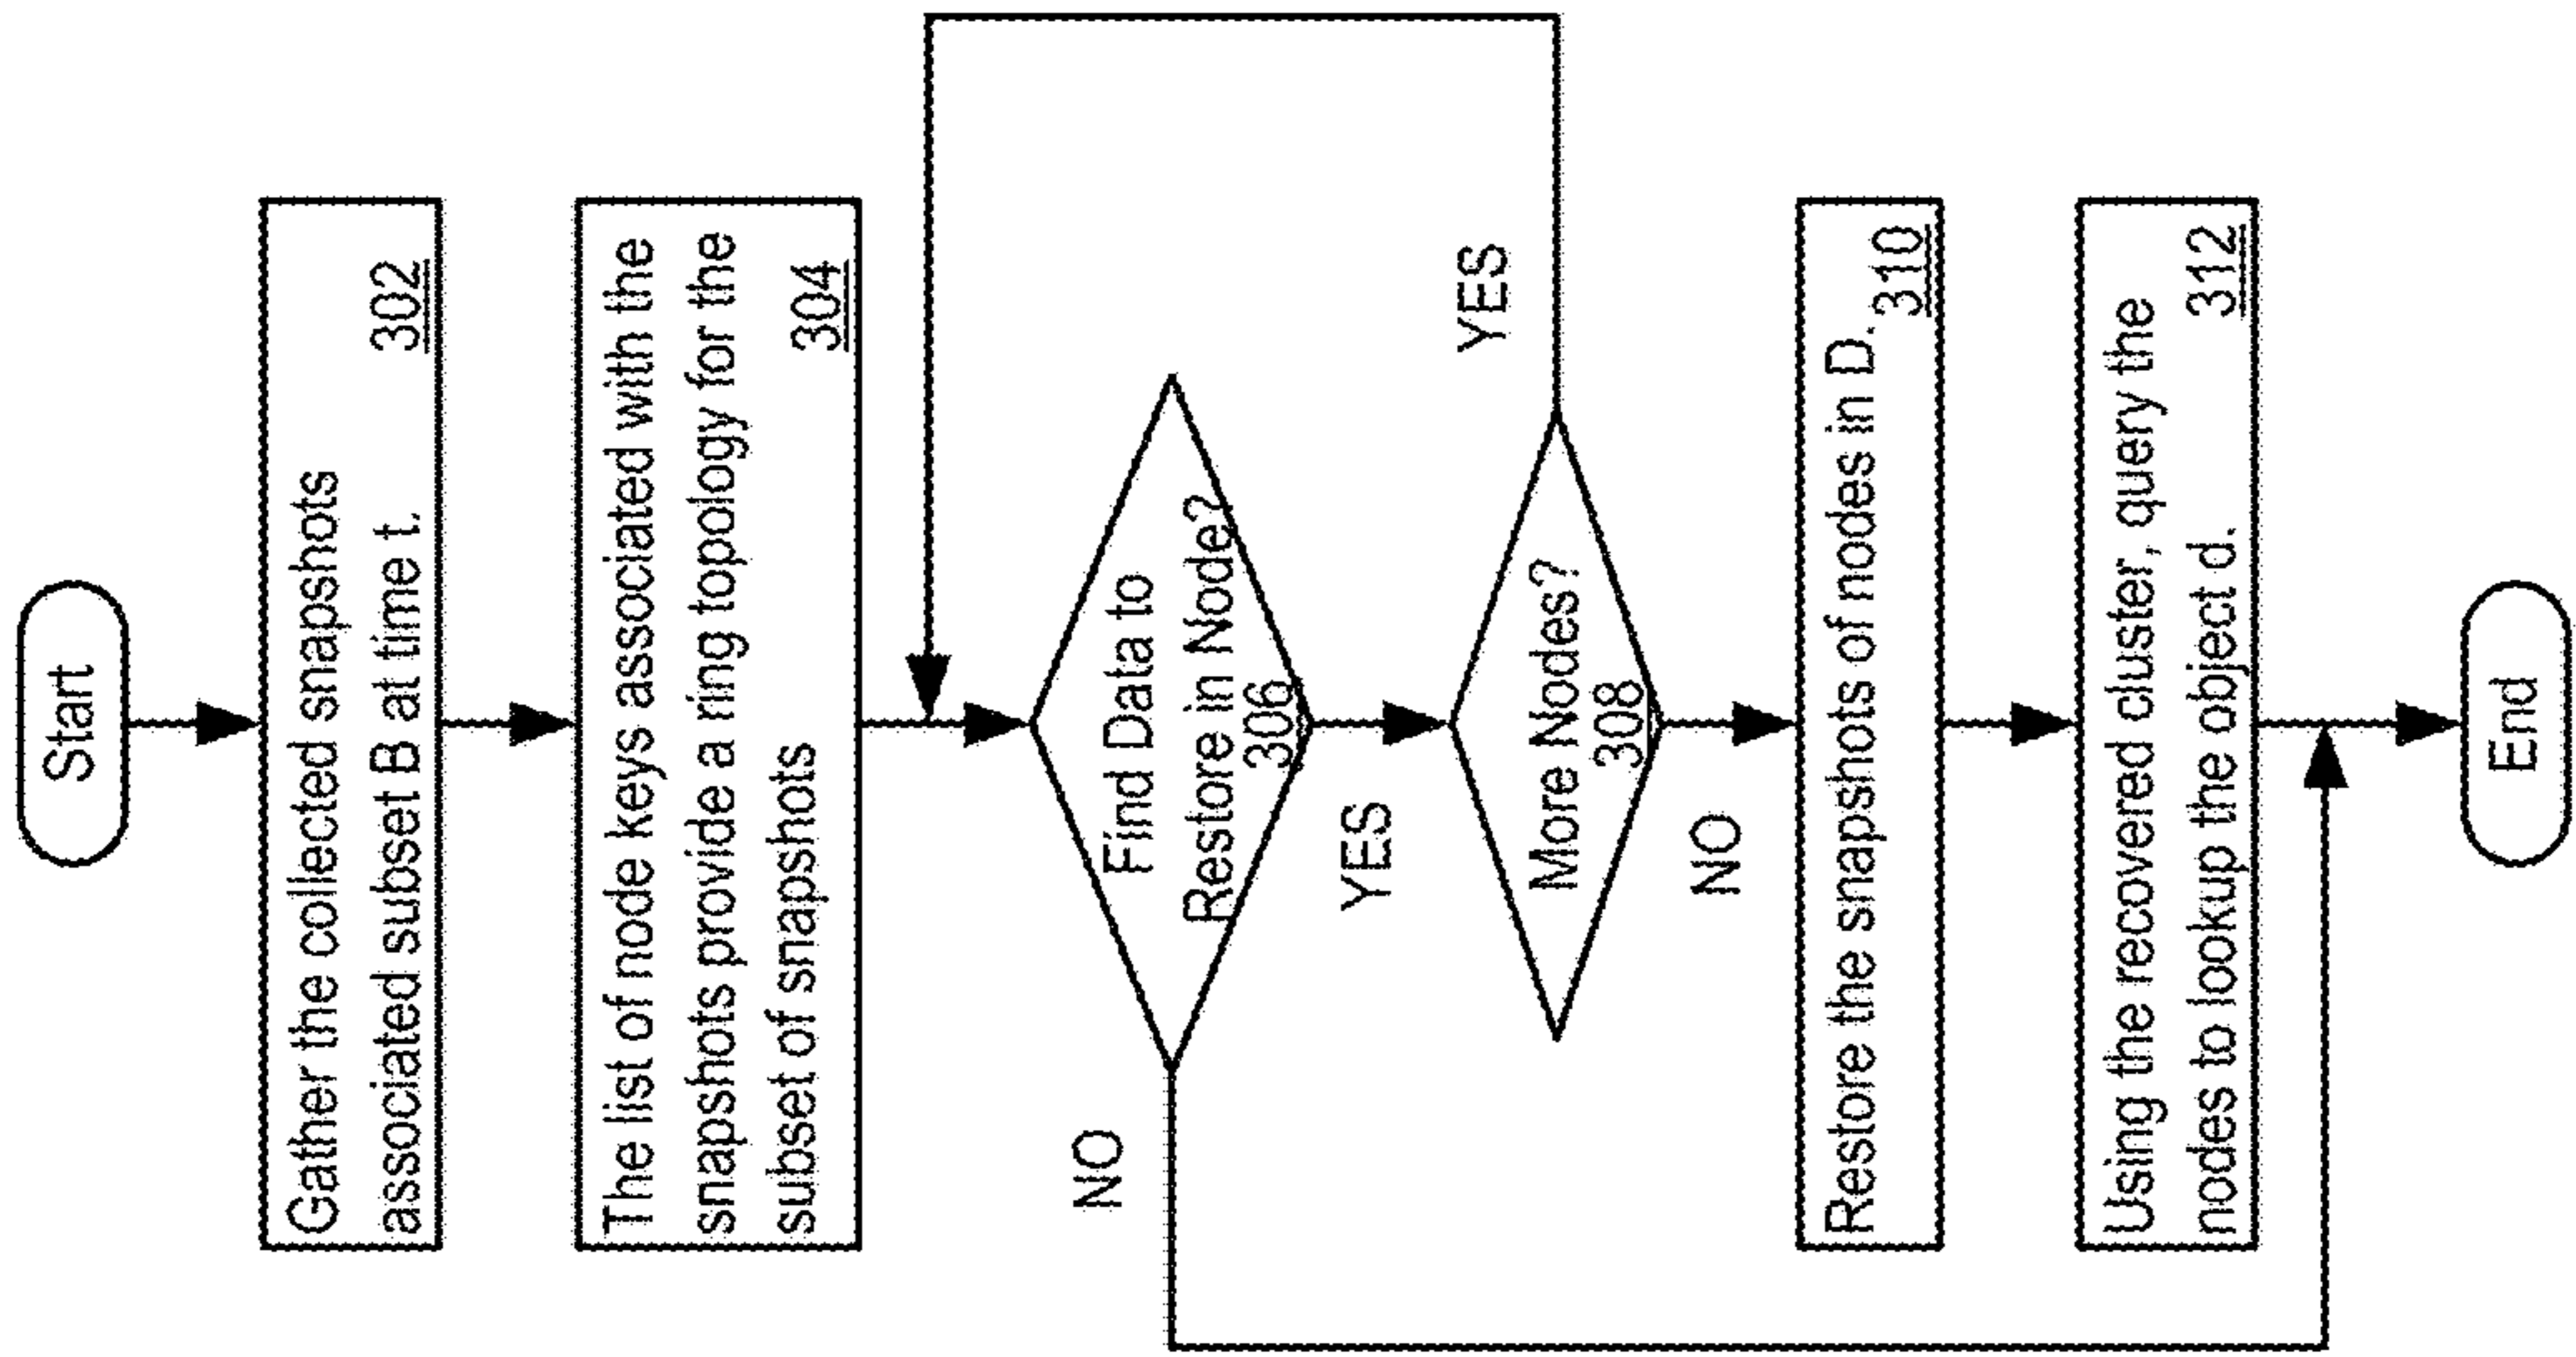 Start
Gather the collected snapshots
associated subset B at time t.
302
The list of node keys associated with the
snapshots provide a ring topology for the
subset of snapshots
304
Find Data to
Restore in Node?
306
NO
YES
More Nodes?
308
YES
NO
Restore the snapshots of nodes in D.
310
Using the recovered cluster, query the
nodes to lookup the object d.
312
End